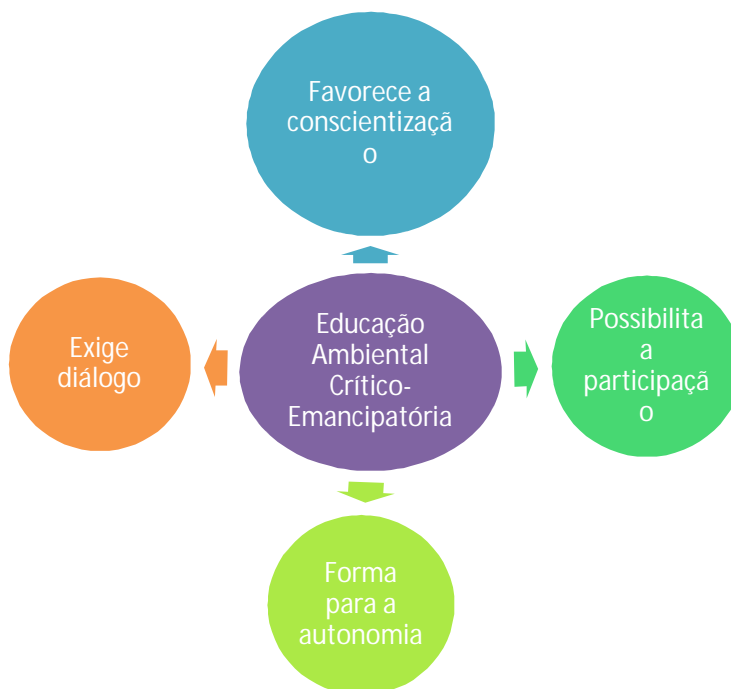 Favorece a
conscientizaçã
o
Exige
diálogo
Educação
Ambiental
Crítico-
Emancipatória
Possibilita
a
participaçã
o
Forma
para a
autonomia